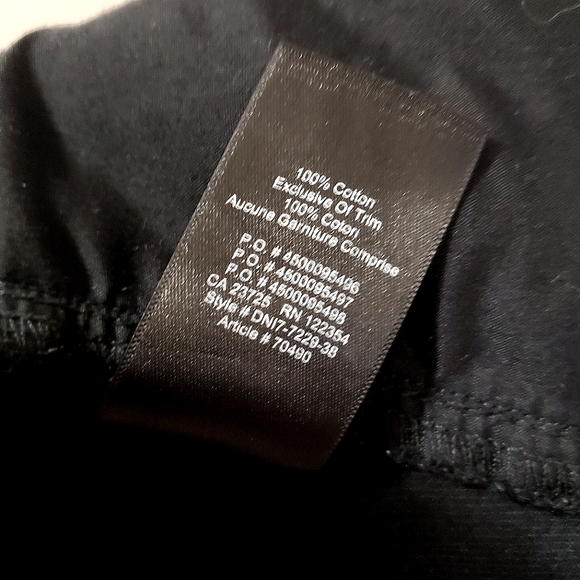 100% Cotton
Exclusive Of Trim
100% Coton
Aucune Garniture Comprise
P.O. # 4500095496
P.O. # 4500095497
P.O. # 4500095498
CA 23725 RN 122354
Style # DNI7-7229-38
Article # 70490